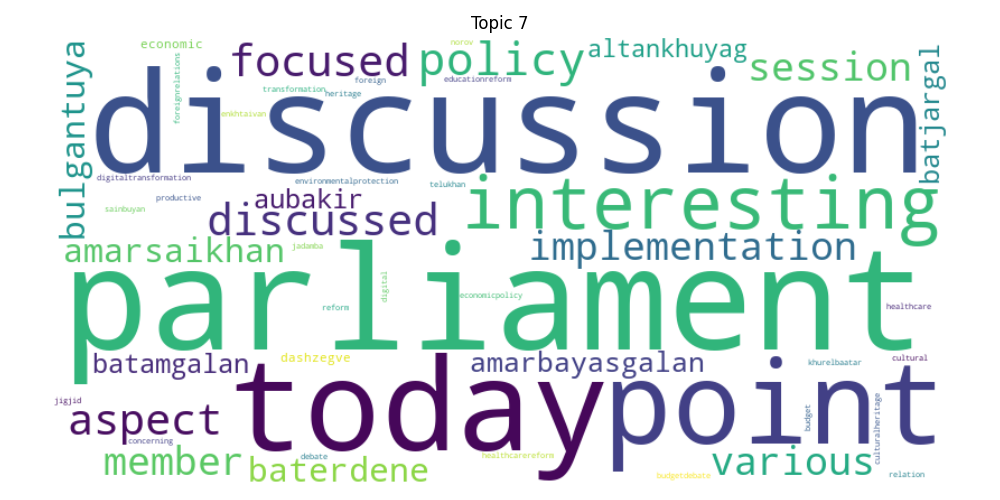 Topic 7
economic
norov
altankhuyag
focused
policy
session
foreign
educationreform
transformation
heritage
foreignrelations
bulgantuya
batjargal
discussion
enkhtaivan
digitaltransformation
environmentalprotection
telukhan
productive
aubakir
interesting
sainbuyan
discussed
amarsaikhan
jadamba
implementation
parliament
digital
economicpolicy
reform
healthcare
batamgalan
dashzegve
amarbayasgalan
khurelbaatar
cultural
today
point
jigjid
aspect
budget
culturalheritage
concerning
member
debate
baterdene
healthcarereform
various
budgetdebate
relation